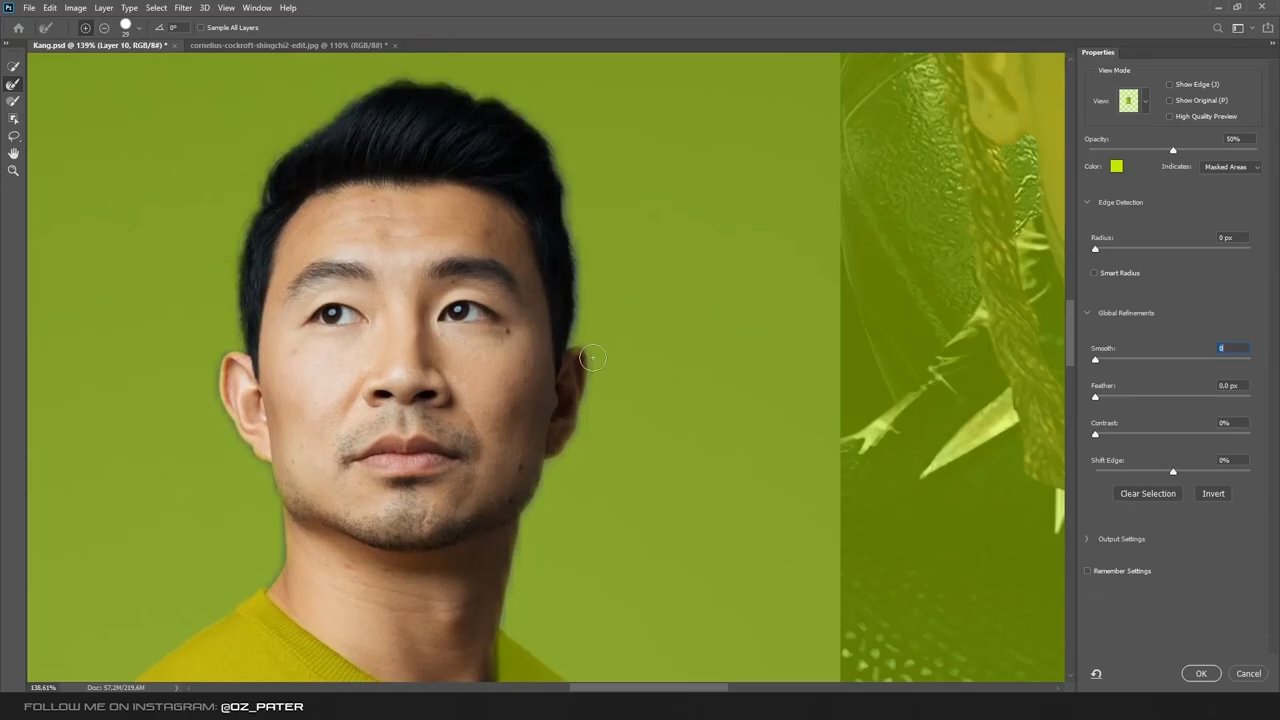 Ps File Edit Image Layer Type Select Filter 3D View Window Help
29 0° Sample All Layers
Kang.psd @ 139% (Layer 10, RGB/8#) * × cornelius-cockroft-shingchi2-edit.jpg @ 110% (RGB/8#) * ×
Properties
View Mode
View:
Show Edge (J)
Show Original (P)
High Quality Preview
Opacity: 50%
Color: Indicates: Masked Areas
Edge Detection
Radius: 0 px
Smart Radius
Global Refinements
Smooth: 0
Feather: 0,0 px
Contrast: 0%
Shift Edge: 0%
Clear Selection Invert
Output Settings
Remember Settings
OK Cancel
138,61% Doc: 57,2M/219,6M
FOLLOW ME ON INSTAGRAM: @OZ_PATER